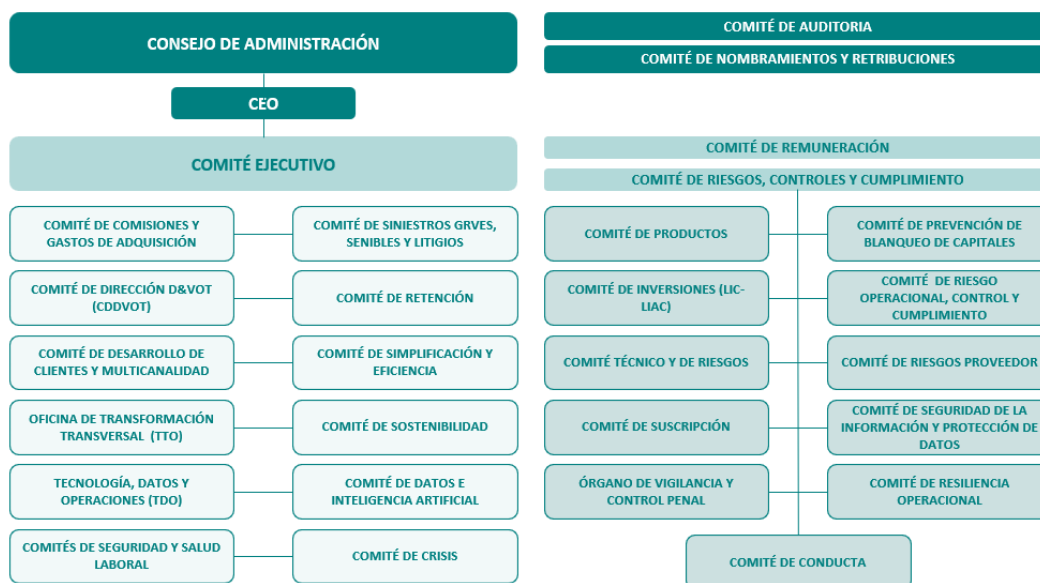 CONSEJO DE ADMINISTRACIÓN
CEO
COMITÉ EJECUTIVO
COMITÉ DE COMISIONES Y
GASTOS DE ADQUISICIÓN
COMITÉ DE SINIESTROS GRVES,
SENIBLES Y LITIGIOS
COMITÉ DE DIRECCIÓN D&VOT
(CDDVOT)
COMITÉ DE RETENCIÓN
COMITÉ DE DESARROLLO DE
CLIENTES Y MULTICANALIDAD
COMITÉ DE SIMPLIFICACIÓN Y
EFICIENCIA
OFICINA DE TRANSFORMACIÓN
TRANSVERSAL (TTO)
COMITÉ DE SOSTENIBILIDAD
TECNOLOGÍA, DATOS Y
OPERACIONES (TDO)
COMITÉ DE DATOS E
INTELIGENCIA ARTIFICIAL
COMITÉS DE SEGURIDAD Y SALUD
LABORAL
COMITÉ DE CRISIS
COMITÉ DE AUDITORIA
COMITÉ DE NOMBRAMIENTOS Y RETRIBUCIONES
COMITÉ DE REMUNERACIÓN
COMITÉ DE RIESGOS, CONTROLES Y CUMPLIMIENTO
COMITÉ DE PRODUCTOS
COMITÉ DE PREVENCIÓN DE
BLANQUEO DE CAPITALES
COMITÉ DE INVERSIONES (LIC-
LIAC)
COMITÉ DE RIESGO
OPERACIONAL, CONTROL Y
CUMPLIMIENTO
COMITÉ TÉCNICO Y DE RIESGOS
COMITÉ DE RIESGOS PROVEEDOR
COMITÉ DE SUSCRIPCIÓN
COMITÉ DE SEGURIDAD DE LA
INFORMACIÓN Y PROTECCIÓN DE
DATOS
ÓRGANO DE VIGILANCIA Y
CONTROL PENAL
COMITÉ DE RESILIENCIA
OPERACIONAL
COMITÉ DE CONDUCTA